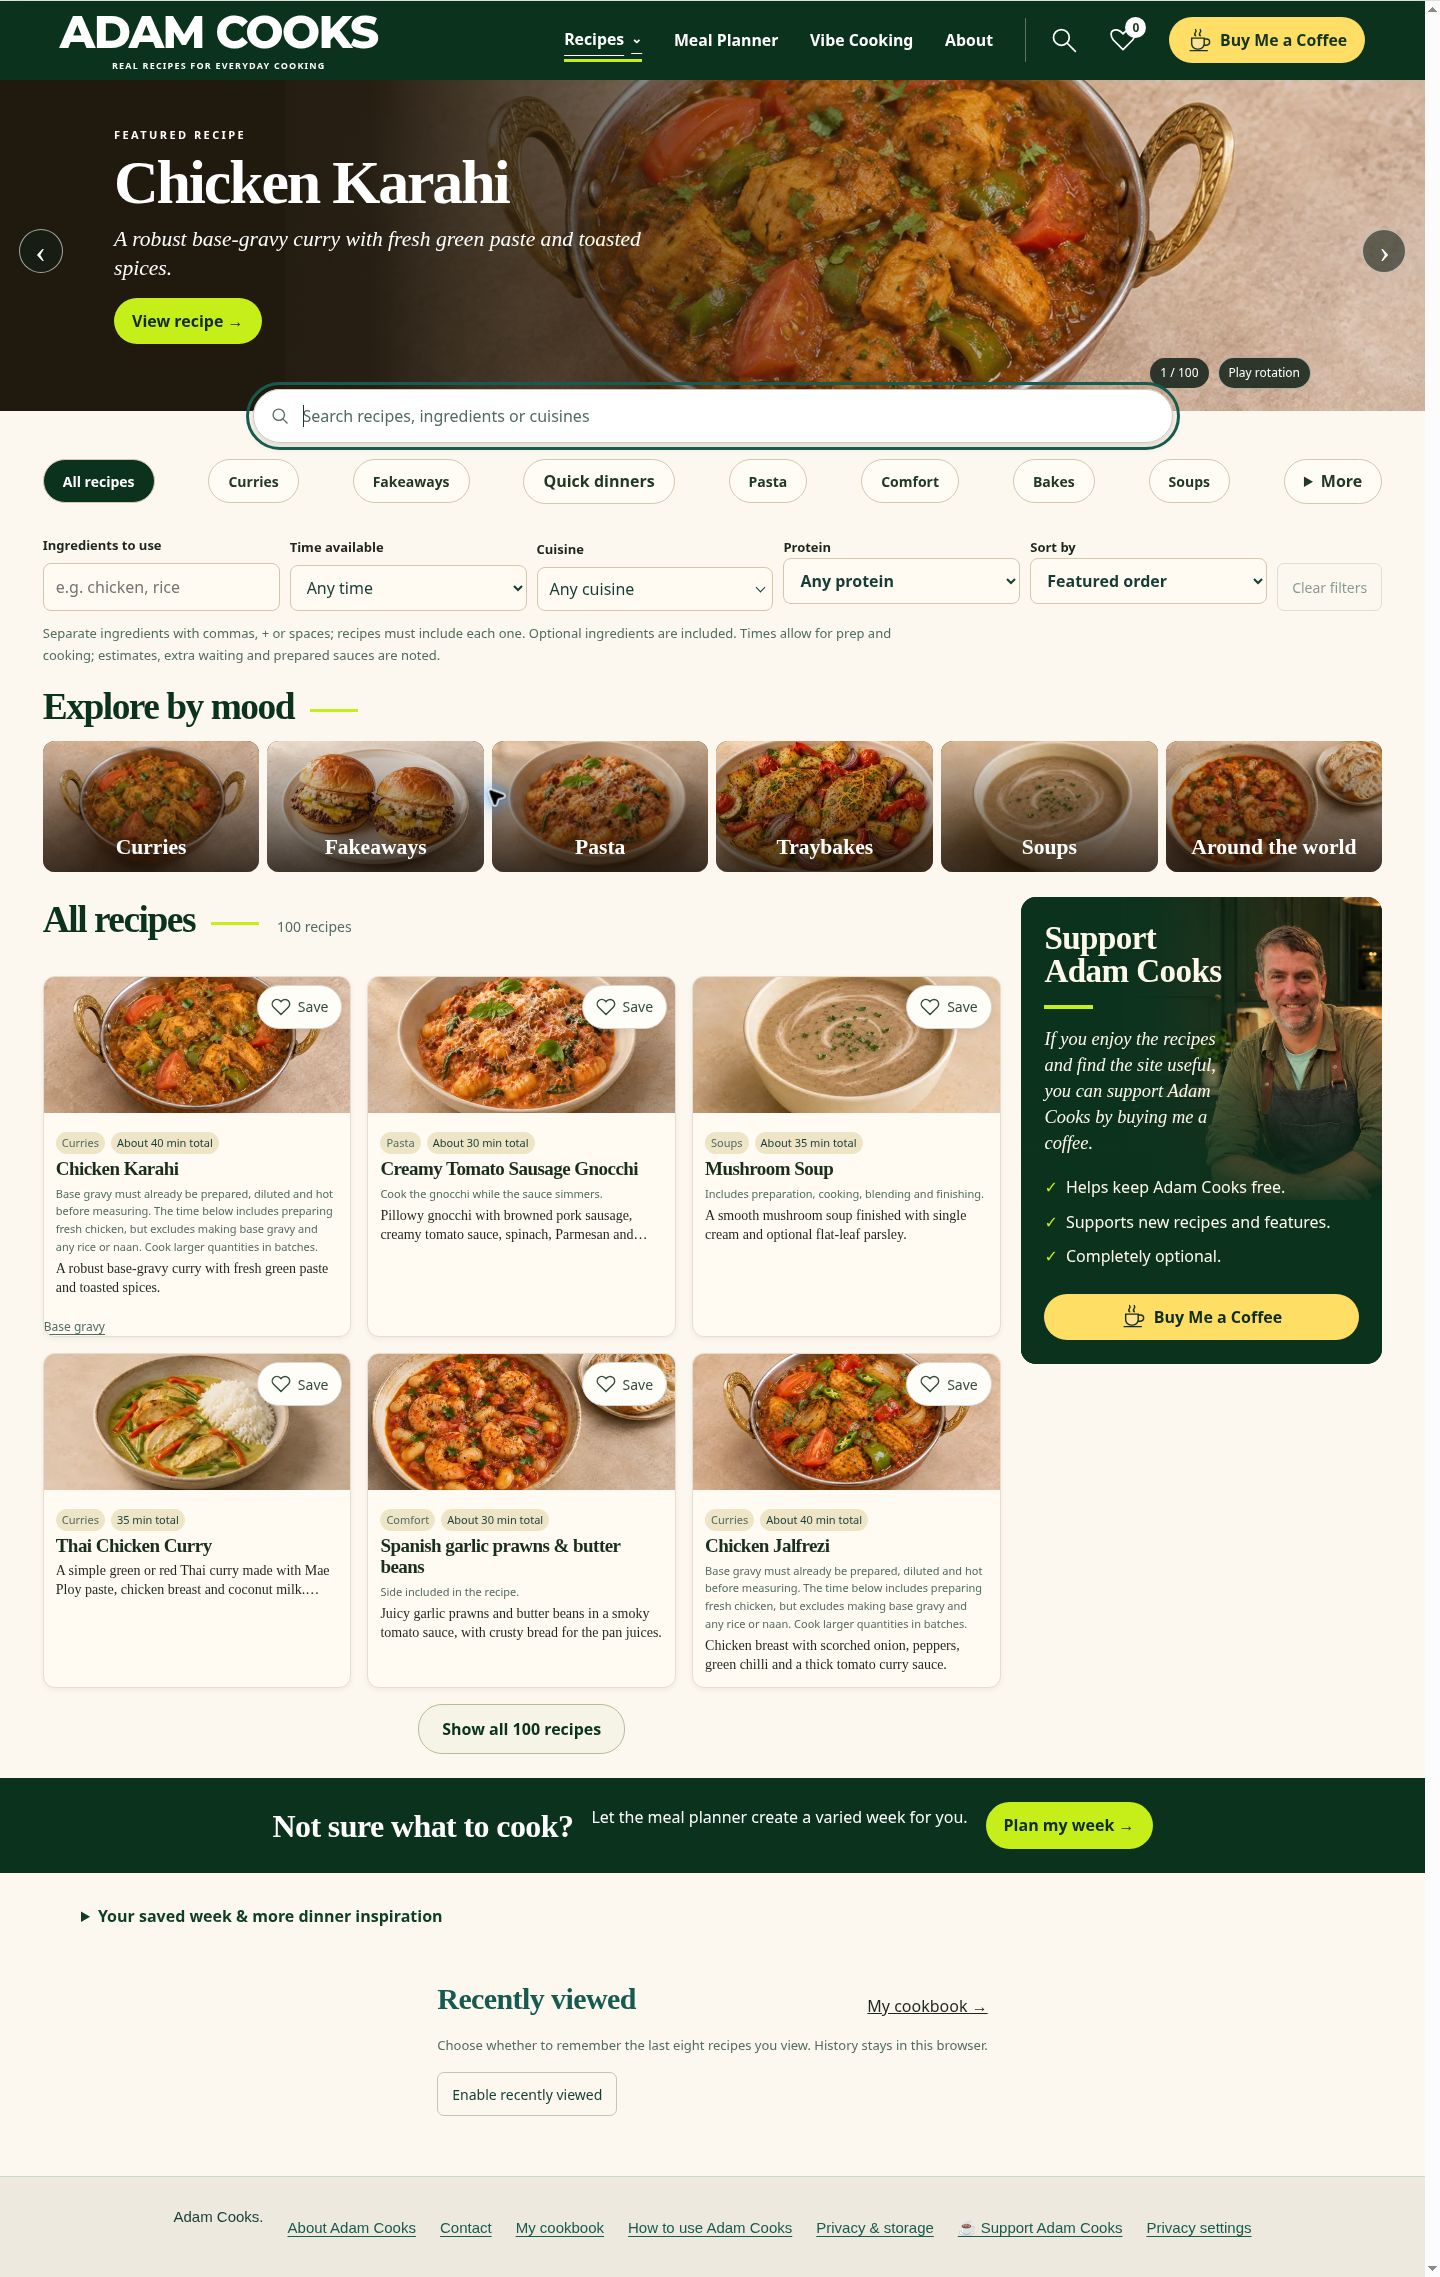 ADAM COOKS
REAL RECIPES FOR EVERYDAY COOKING
Recipes ⌄
Meal Planner
Vibe Cooking
About
0
Buy Me a Coffee
FEATURED RECIPE
Chicken Karahi
A robust base-gravy curry with fresh green paste and toasted
spices.
‹
›
View recipe →
1 / 100
Play rotation
Search recipes, ingredients or cuisines
All recipes
Curries
Fakeaways
Quick dinners
Pasta
Comfort
Bakes
Soups
▶ More
Ingredients to use
Time available
Cuisine
Protein
Sort by
e.g. chicken, rice
Any time
Any cuisine
Any protein
Featured order
Clear filters
Separate ingredients with commas, + or spaces; recipes must include each one. Optional ingredients are included. Times allow for prep and
cooking; estimates, extra waiting and prepared sauces are noted.
Explore by mood
Curries
Fakeaways
Pasta
Traybakes
Soups
Around the world
All recipes
100 recipes
Save
Curries
About 40 min total
Chicken Karahi
Base gravy must already be prepared, diluted and hot
before measuring. The time below includes preparing
fresh chicken, but excludes making base gravy and
any rice or naan. Cook larger quantities in batches.
A robust base-gravy curry with fresh green paste
and toasted spices.
Base gravy
Save
Pasta
About 30 min total
Creamy Tomato Sausage Gnocchi
Cook the gnocchi while the sauce simmers.
Pillowy gnocchi with browned pork sausage,
creamy tomato sauce, spinach, Parmesan and…
Save
Soups
About 35 min total
Mushroom Soup
Includes preparation, cooking, blending and finishing.
A smooth mushroom soup finished with single
cream and optional flat-leaf parsley.
Save
Curries
35 min total
Thai Chicken Curry
A simple green or red Thai curry made with Mae
Ploy paste, chicken breast and coconut milk.…
Save
Comfort
About 30 min total
Spanish garlic prawns & butter
beans
Side included in the recipe.
Juicy garlic prawns and butter beans in a smoky
tomato sauce, with crusty bread for the pan juices.
Save
Curries
About 40 min total
Chicken Jalfrezi
Base gravy must already be prepared, diluted and hot
before measuring. The time below includes preparing
fresh chicken, but excludes making base gravy and
any rice or naan. Cook larger quantities in batches.
Chicken breast with scorched onion, peppers,
green chilli and a thick tomato curry sauce.
Show all 100 recipes
Support
Adam Cooks
If you enjoy the recipes
and find the site useful,
you can support Adam
Cooks by buying me a
coffee.
✓ Helps keep Adam Cooks free.
✓ Supports new recipes and features.
✓ Completely optional.
Buy Me a Coffee
Not sure what to cook?
Let the meal planner create a varied week for you.
Plan my week →
▶ Your saved week & more dinner inspiration
Recently viewed
My cookbook →
Choose whether to remember the last eight recipes you view. History stays in this browser.
Enable recently viewed
Adam Cooks.
About Adam Cooks
Contact
My cookbook
How to use Adam Cooks
Privacy & storage
☕ Support Adam Cooks
Privacy settings